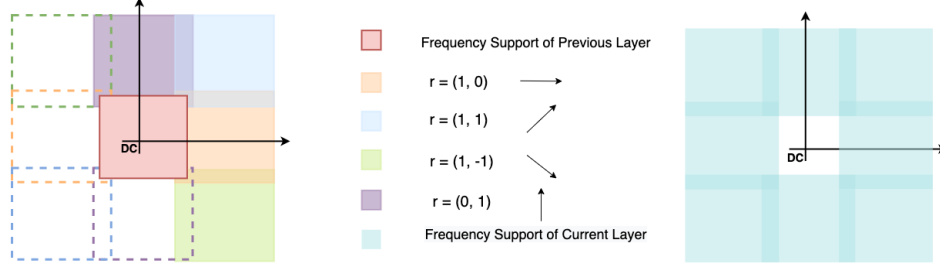 DC
Frequency Support of Previous Layer
r = (1, 0)
r = (1, 1)
r = (1, -1)
r = (0, 1)
Frequency Support of Current Layer
DC